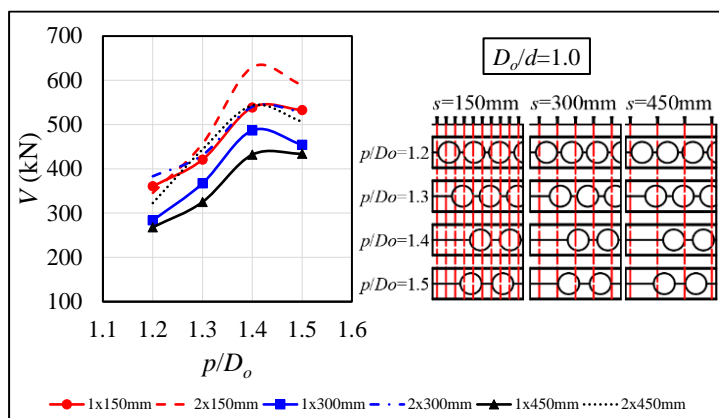 700
600
500
400
300
200
100
V (kN)
1.1 1.2 1.3 1.4 1.5 1.6
p/Do
Do/d=1.0
s=150mm s=300mm s=450mm
p/Do=1.2
p/Do=1.3
p/Do=1.4
p/Do=1.5
1x150mm 2x150mm 1x300mm 2x300mm 1x450mm 2x450mm